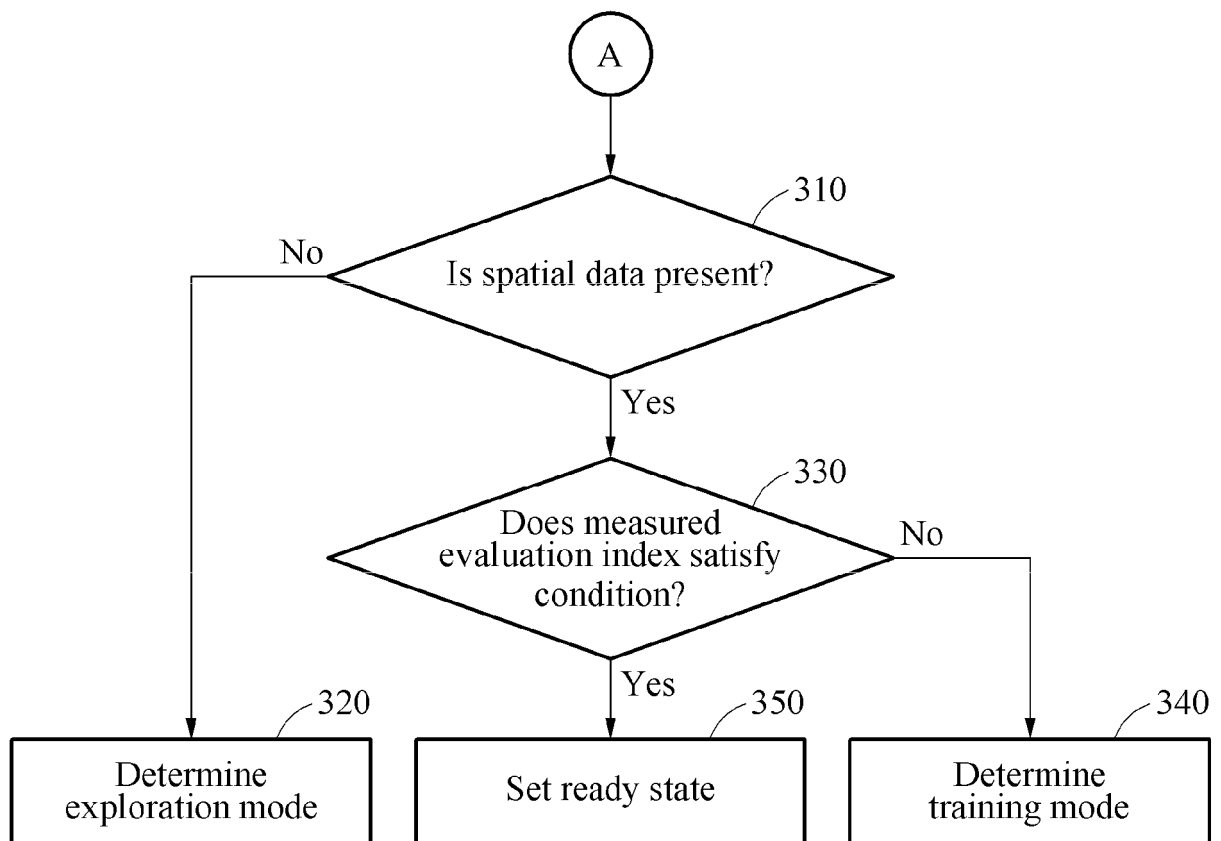 A
310
No
Is spatial data present?
Yes
330
Does measured
evaluation index satisfy
condition?
No
Yes
320
350
340
Determine
exploration mode
Set ready state
Determine
training mode